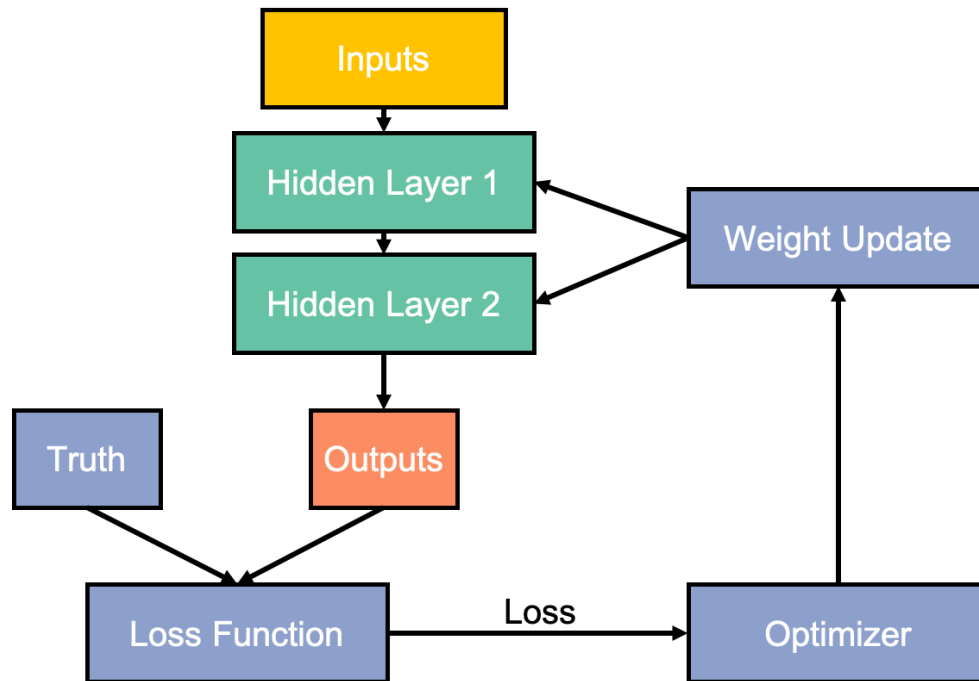 Inputs
Hidden Layer 1
Weight Update
Hidden Layer 2
Truth
Outputs
Loss Function
Loss
Optimizer